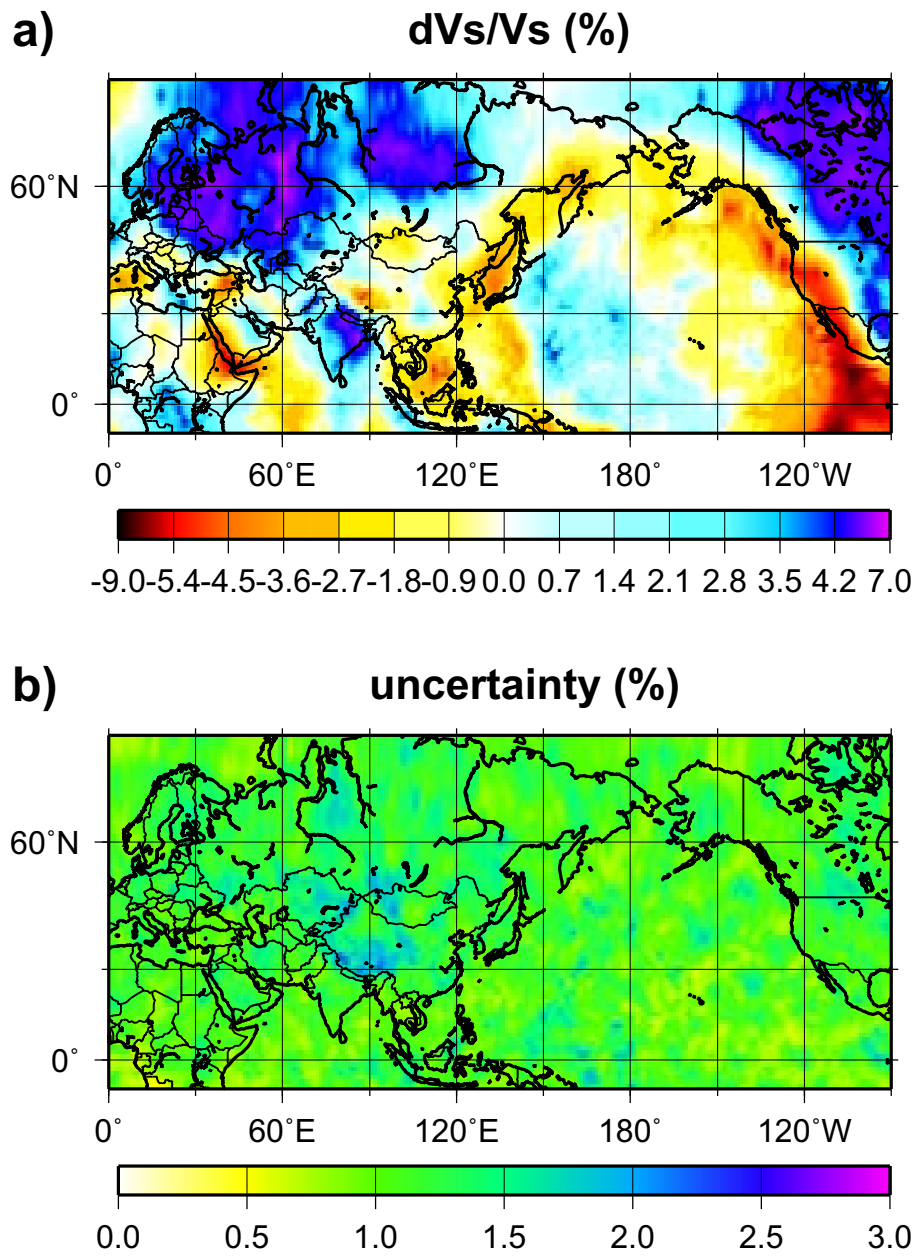 a)
dVs/Vs (%)
60˚N
0˚
0˚ 60˚E 120˚E 180˚ 120˚W
-9.0 -5.4 -4.5 -3.6 -2.7 -1.8 -0.9 0.0 0.7 1.4 2.1 2.8 3.5 4.2 7.0
b)
uncertainty (%)
60˚N
0˚
0˚ 60˚E 120˚E 180˚ 120˚W
0.0 0.5 1.0 1.5 2.0 2.5 3.0